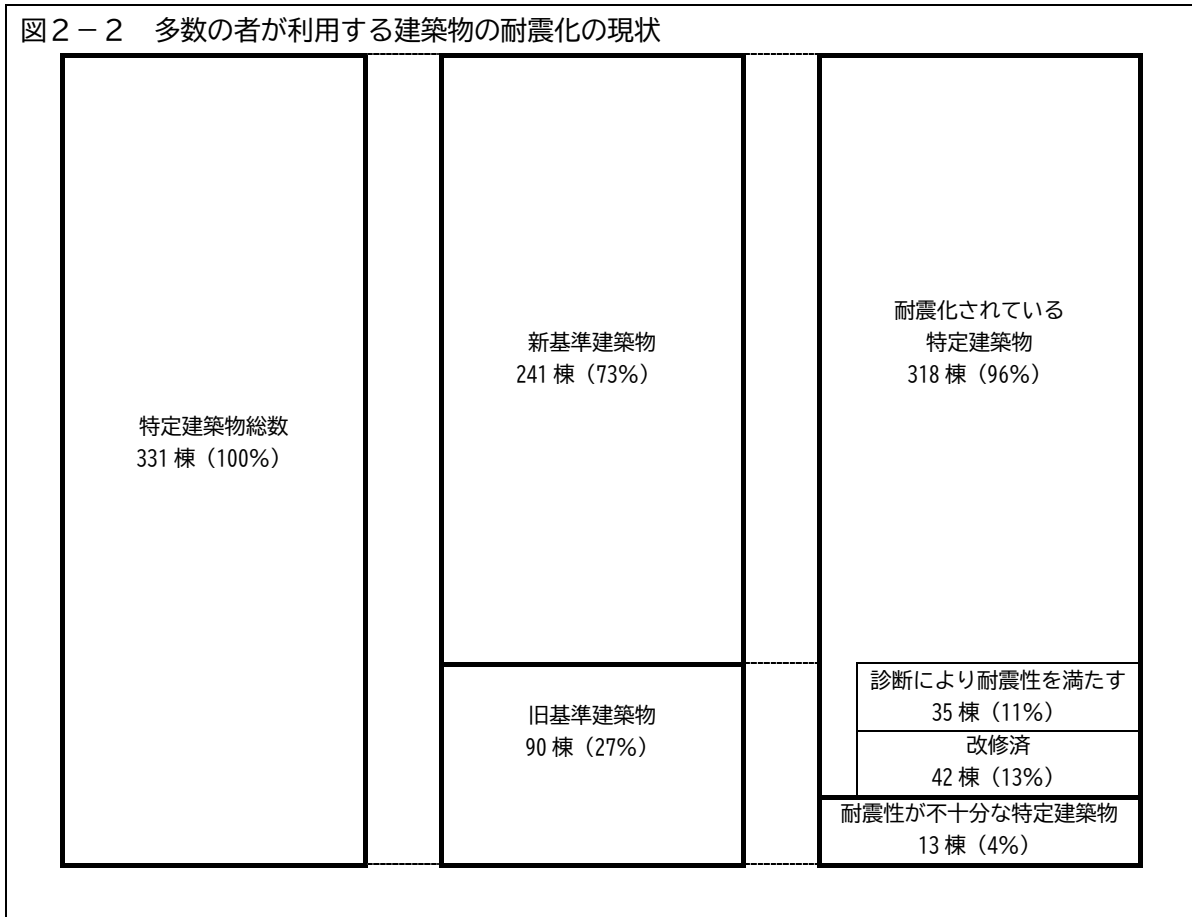 図2-2 多数の者が利用する建築物の耐震化の現状
特定建築物総数
331 棟（100%）
新基準建築物
241 棟（73%）
旧基準建築物
90 棟（27%）
耐震化されている
特定建築物
318 棟（96%）
診断により耐震性を満たす
35 棟（11%）
改修済
42 棟（13%）
耐震性が不十分な特定建築物
13 棟（4%）